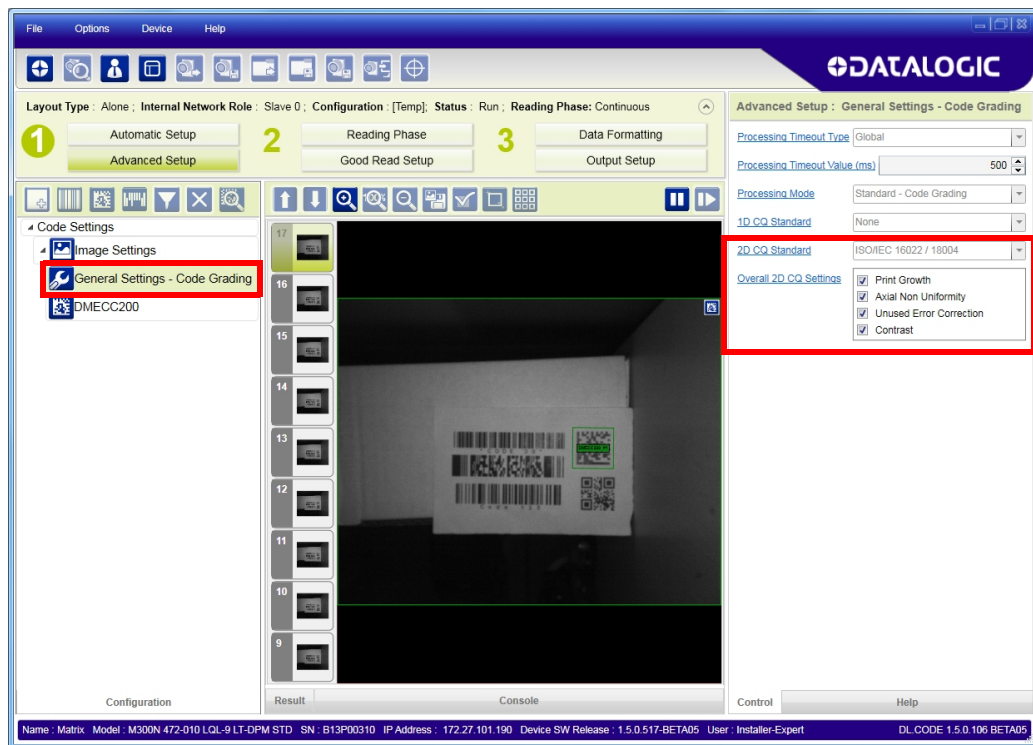 File Options Device Help
DATALOGIC
Layout Type : Alone ; Internal Network Role : Slave 0 ; Configuration : [Temp]; Status : Run ; Reading Phase: Continuous
1 Automatic Setup
Advanced Setup
2 Reading Phase
Good Read Setup
3 Data Formatting
Output Setup
Code Settings
Image Settings
General Settings - Code Grading
DMECC200
Configuration
17
16
15
14
13
12
11
10
9
Result Console
Advanced Setup : General Settings - Code Grading
Processing Timeout Type Global
Processing Timeout Value (ms) 500
Processing Mode Standard - Code Grading
1D CQ Standard None
2D CQ Standard ISO/IEC 16022 / 18004
Overall 2D CQ Settings Print Growth
Axial Non Uniformity
Unused Error Correction
Contrast
Control Help
Name : Matrix Model : M300N 472-010 LQL-9 LT-DPM STD SN : B13P00310 IP Address : 172.27.101.190 Device SW Release : 1.5.0.517-BETA05 User : Installer-Expert DL.CODE 1.5.0.106 BETA05